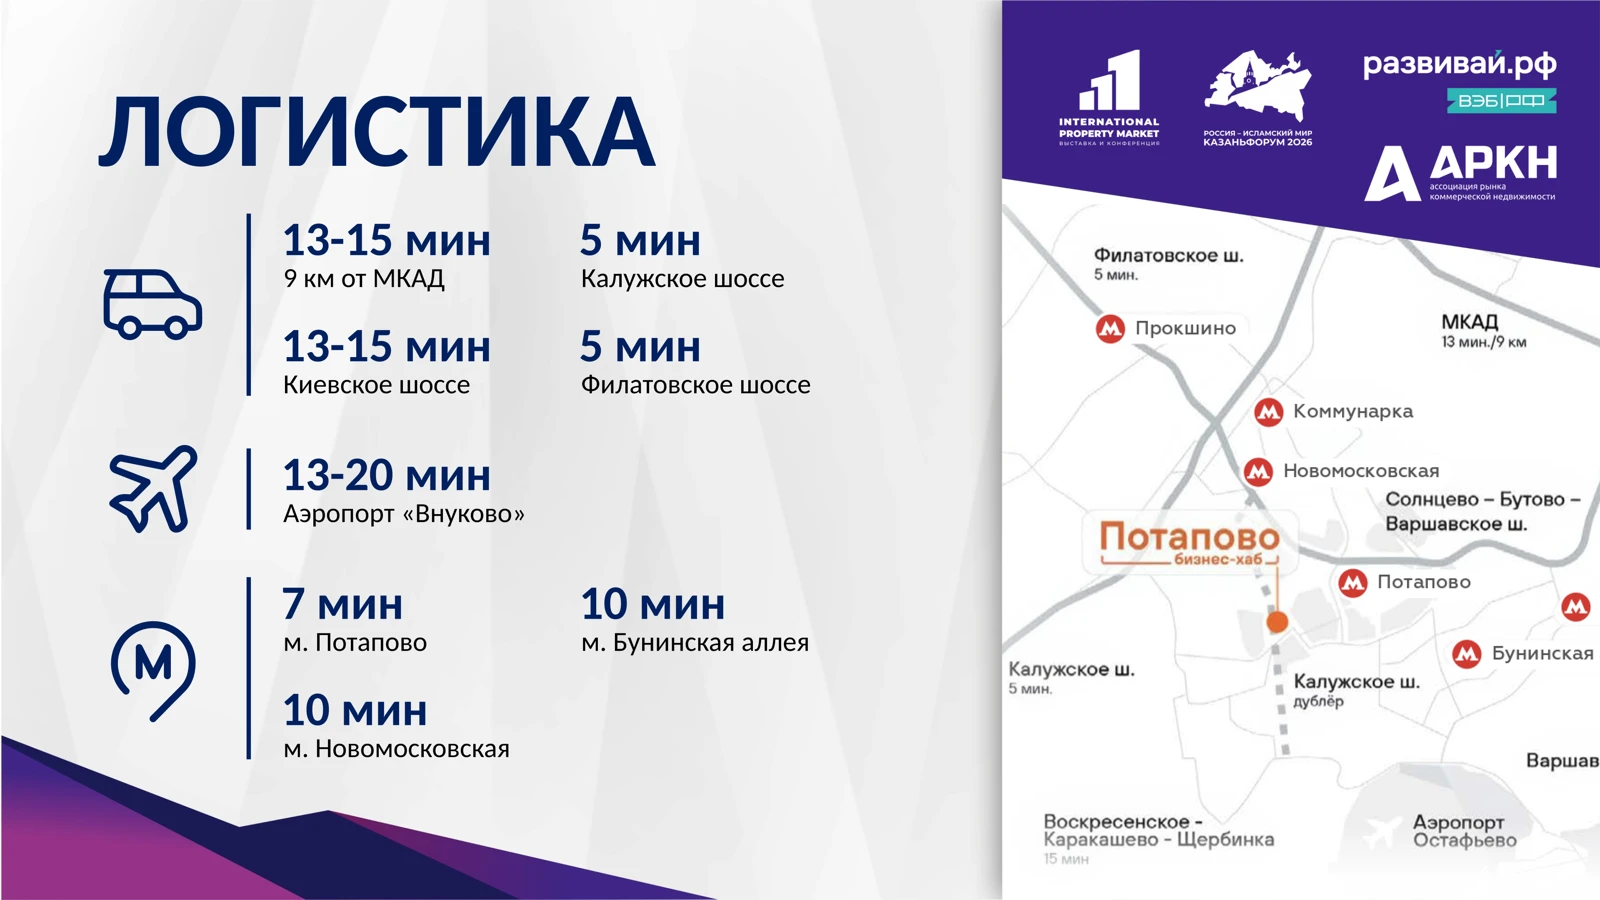 ЛОГИСТИКА
13-15 мин
9 км от МКАД
5 мин
Калужское шоссе
13-15 мин
Киевское шоссе
5 мин
Филатовское шоссе
13-20 мин
Аэропорт «Внуково»
7 мин
м. Потапово
10 мин
м. Бунинская аллея
10 мин
м. Новомосковская
М
INTERNATIONAL
PROPERTY MARKET
ВЫСТАВКА И КОНФЕРЕНЦИЯ
РОССИЯ – ИСЛАМСКИЙ МИР
КАЗАНЬФОРУМ 2026
развивай.рф
ВЭБ|РФ
АРКН
ассоциация рынка
коммерческой недвижимости
Филатовское ш.
5 мин.
Прокшино
МКАД
13 мин./9 км
Коммунарка
Новомосковская
Солнцево – Бутово –
Варшавское ш.
Потапово
бизнес-хаб
Потапово
Бунинская
Калужское ш.
5 мин.
Калужское ш.
дублёр
Варшав
Воскресенское -
Каракашево - Щербинка
15 мин
Аэропорт
Остафьево